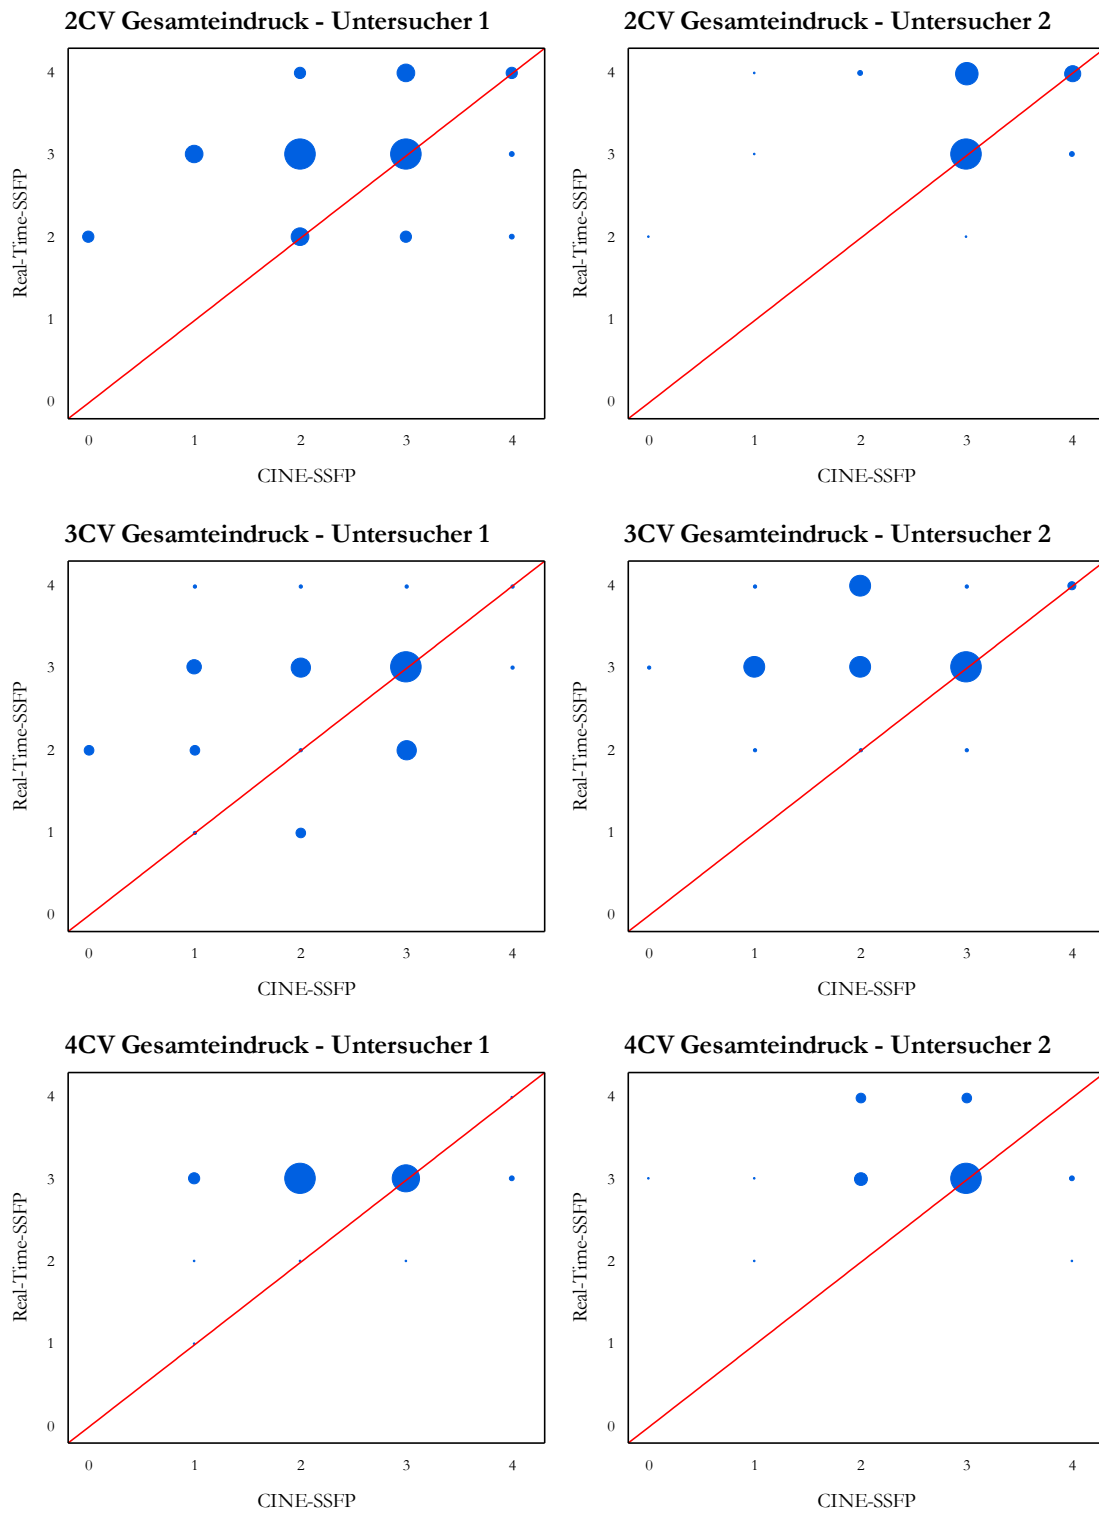 2CV Gesamteindruck - Untersucher 1
4
3
2
1
0
Real-Time-SSFP
0 1 2 3 4
CINE-SSFP
2CV Gesamteindruck - Untersucher 2
4
3
2
1
0
Real-Time-SSFP
0 1 2 3 4
CINE-SSFP
3CV Gesamteindruck - Untersucher 1
4
3
2
1
0
Real-Time-SSFP
0 1 2 3 4
CINE-SSFP
3CV Gesamteindruck - Untersucher 2
4
3
2
1
0
Real-Time-SSFP
0 1 2 3 4
CINE-SSFP
4CV Gesamteindruck - Untersucher 1
4
3
2
1
0
Real-Time-SSFP
0 1 2 3 4
CINE-SSFP
4CV Gesamteindruck - Untersucher 2
4
3
2
1
0
Real-Time-SSFP
0 1 2 3 4
CINE-SSFP